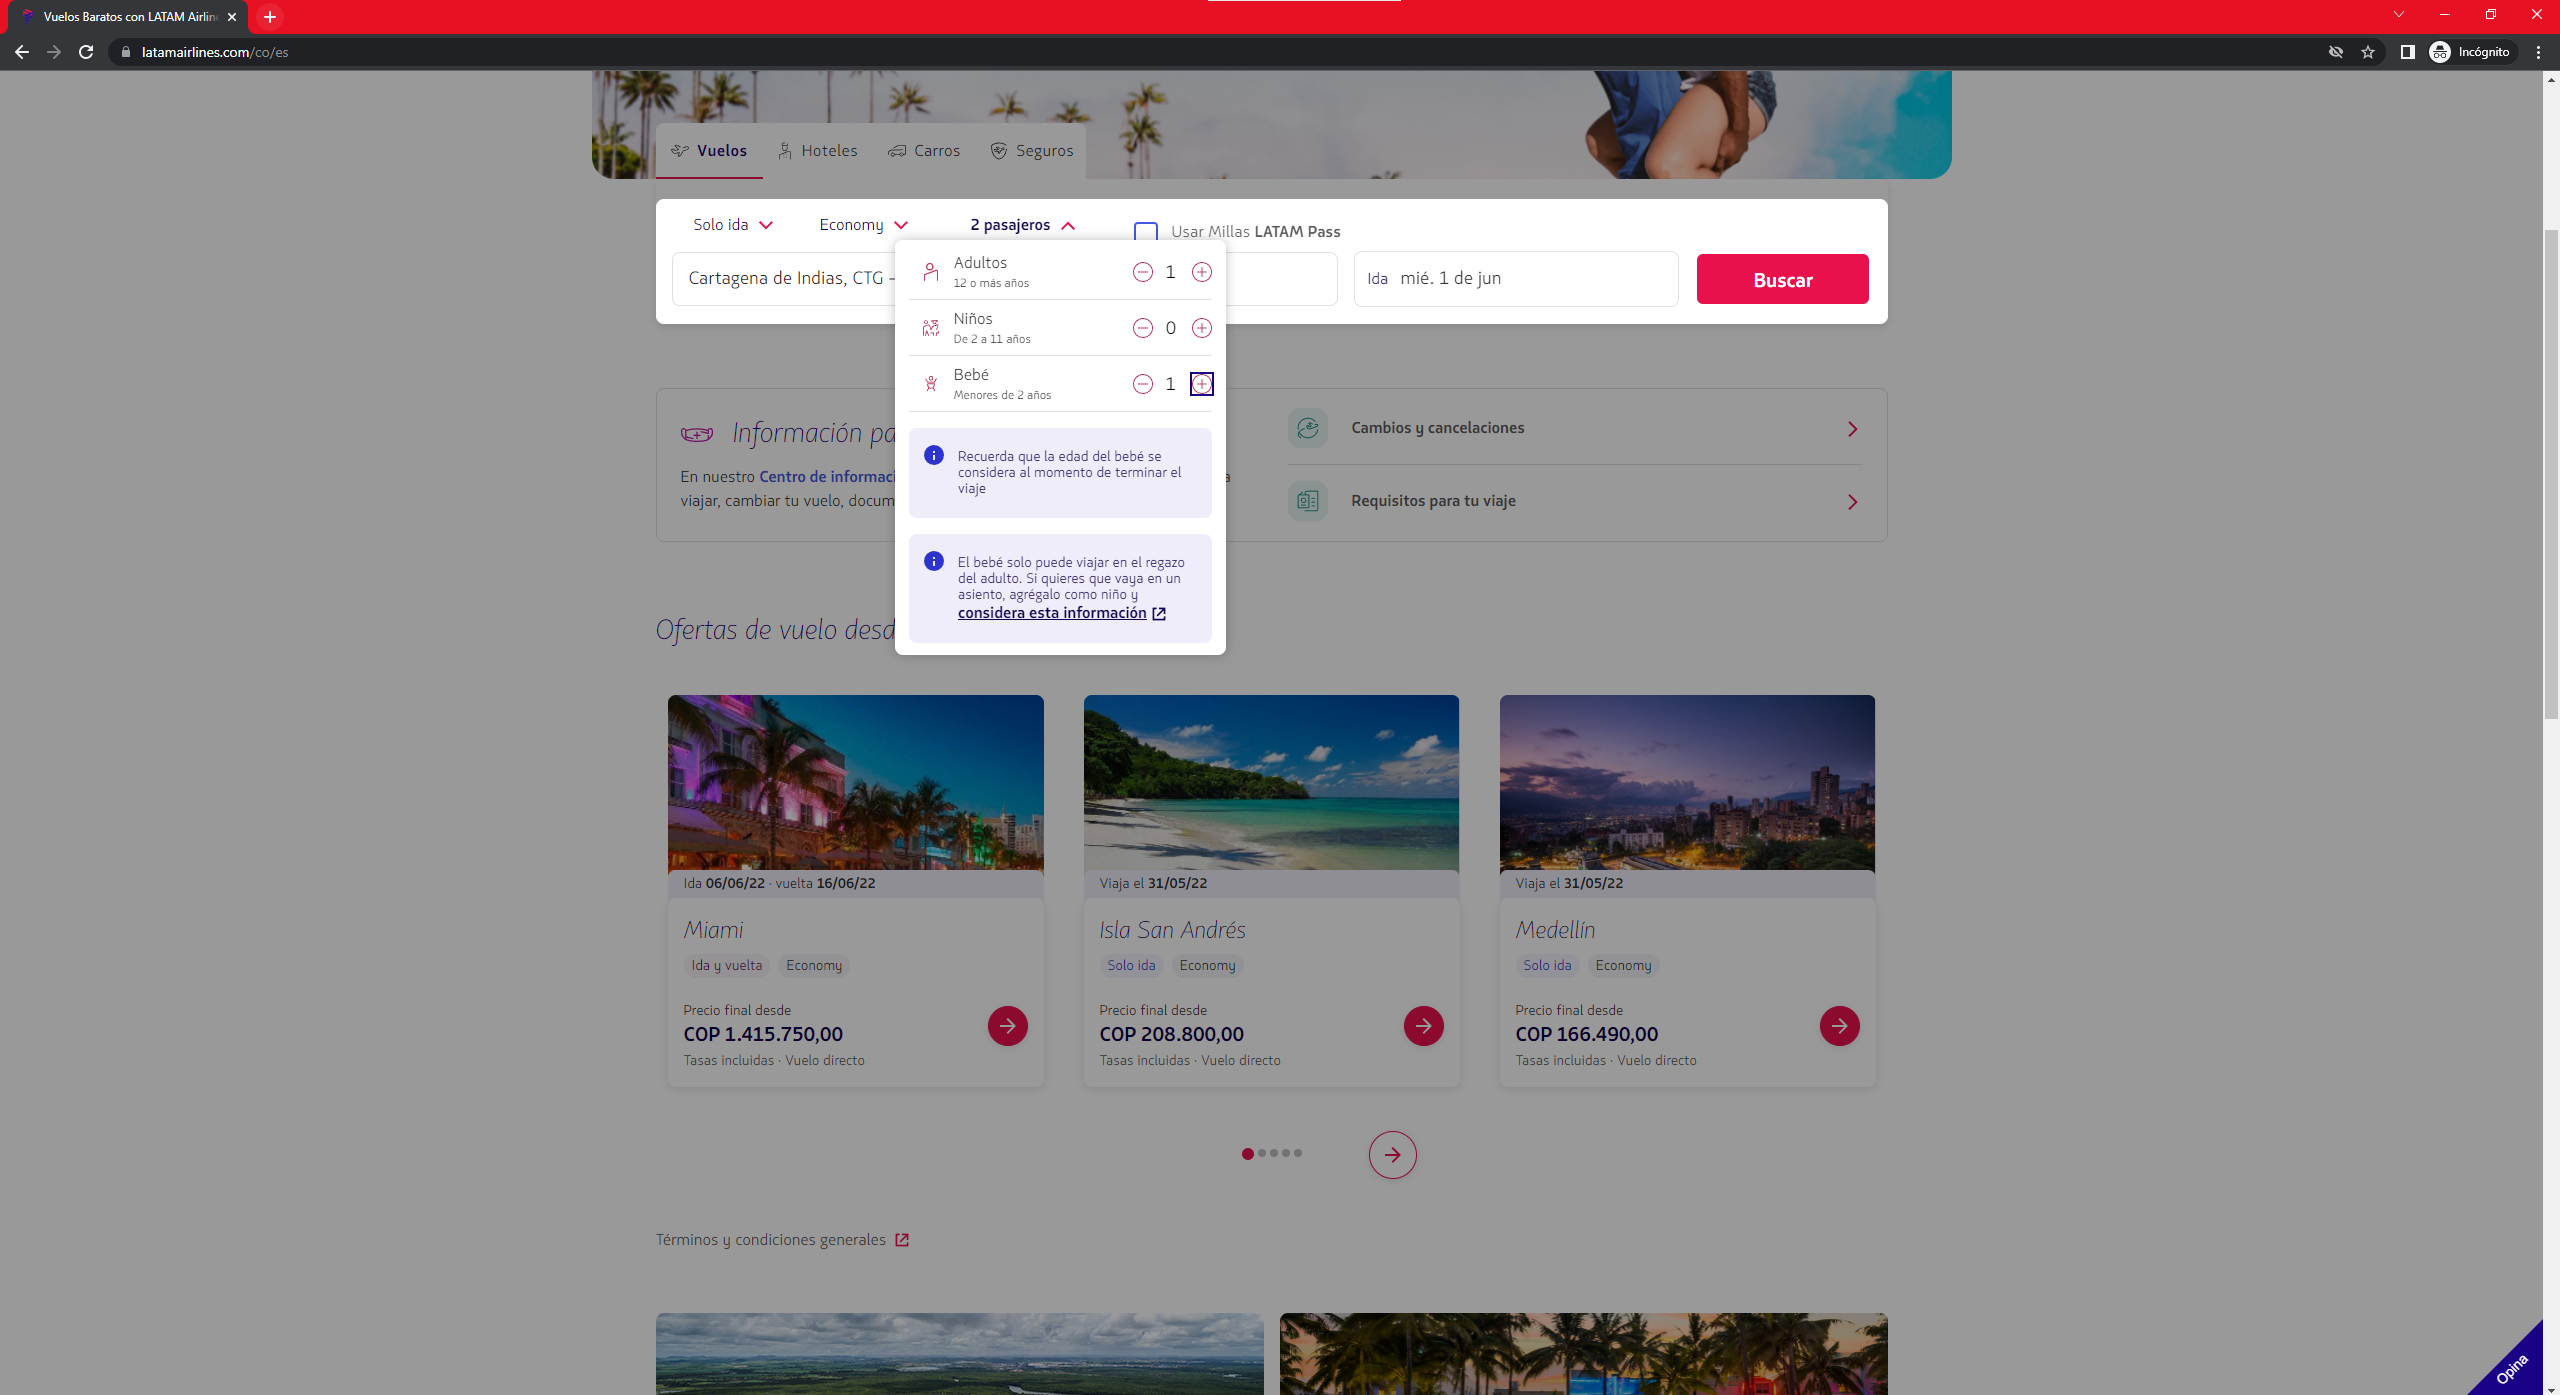 Vuelos Baratos con LATAM Airline
latamairlines.com/co/es
Incógnito
Vuelos
Hoteles
Carros
Seguros
Solo ida
Economy
2 pasajeros
Usar Millas LATAM Pass
Cartagena de Indias, CTG -
Ida mié. 1 de jun
Buscar
Adultos
12 o más años
1
Niños
De 2 a 11 años
0
Bebé
Menores de 2 años
1
Recuerda que la edad del bebé se
considera al momento de terminar el
viaje
El bebé solo puede viajar en el regazo
del adulto. Si quieres que vaya en un
asiento, agrégalo como niño y
considera esta información
Información pa
En nuestro Centro de informaci
viajar, cambiar tu vuelo, docum
a
Cambios y cancelaciones
Requisitos para tu viaje
Ofertas de vuelo desd
Ida 06/06/22 · vuelta 16/06/22
Miami
Ida y vuelta
Economy
Precio final desde
COP 1.415.750,00
Tasas incluidas · Vuelo directo
Viaja el 31/05/22
Isla San Andrés
Solo ida
Economy
Precio final desde
COP 208.800,00
Tasas incluidas · Vuelo directo
Viaja el 31/05/22
Medellín
Solo ida
Economy
Precio final desde
COP 166.490,00
Tasas incluidas · Vuelo directo
Términos y condiciones generales
Opina